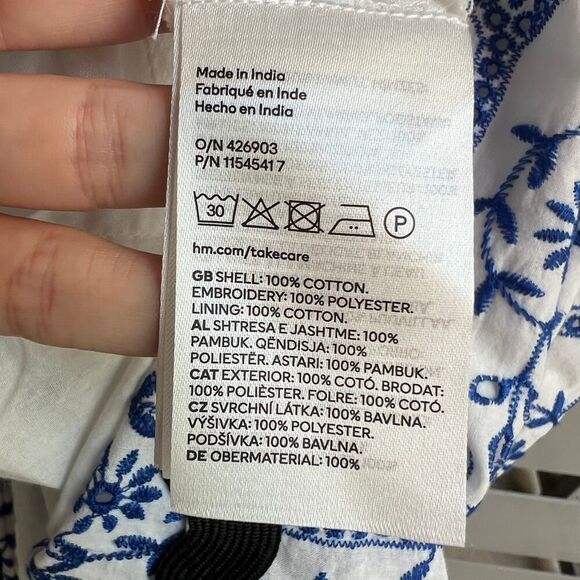 Made in India
Fabriqué en Inde
Hecho en India
O/N 426903
P/N 1154541 7
30
P
hm.com/takecare
GB SHELL: 100% COTTON.
EMBROIDERY: 100% POLYESTER.
LINING: 100% COTTON.
AL SHTRESA E JASHTME: 100%
PAMBUK. QËNDISJA: 100%
POLIESTËR. ASTARI: 100% PAMBUK.
CAT EXTERIOR: 100% COTÓ. BRODAT:
100% POLIÈSTER. FOLRE: 100% COTÓ.
CZ SVRCHNÍ LÁTKA: 100% BAVLNA.
VÝŠIVKA: 100% POLYESTER.
PODŠÍVKA: 100% BAVLNA.
DE OBERMATERIAL: 100%